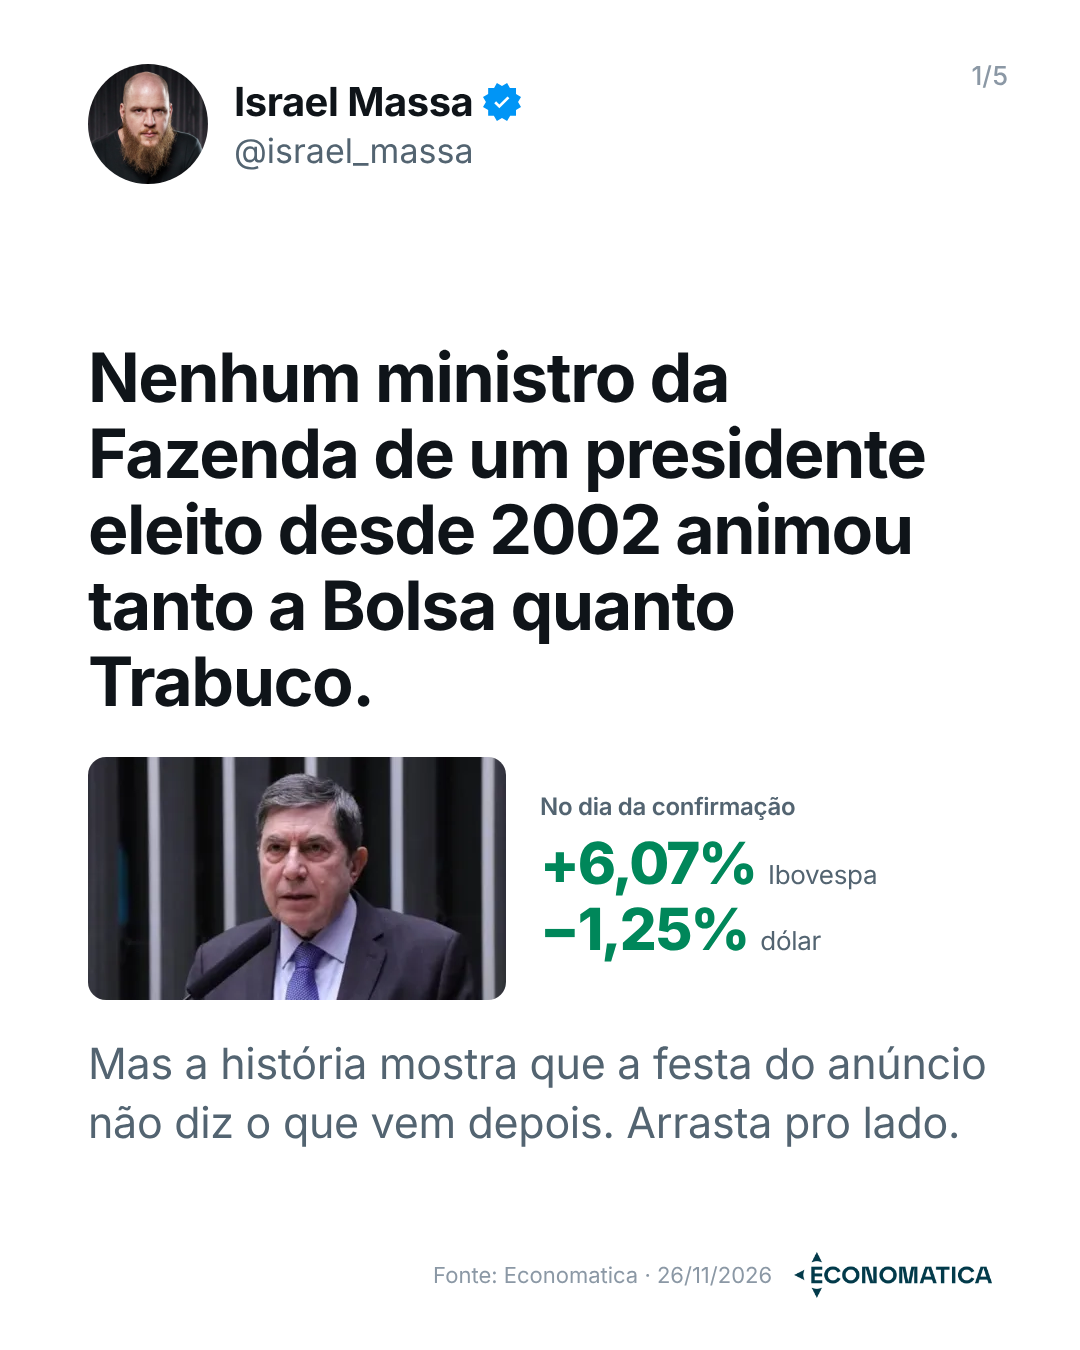 Israel Massa
@israel_massa
1/5
Nenhum ministro da
Fazenda de um presidente
eleito desde 2002 animou
tanto a Bolsa quanto
Trabuco.
No dia da confirmação
+6,07% Ibovespa
−1,25% dólar
Mas a história mostra que a festa do anúncio
não diz o que vem depois. Arrasta pro lado.
Fonte: Economatica · 26/11/2026
ECONOMATICA